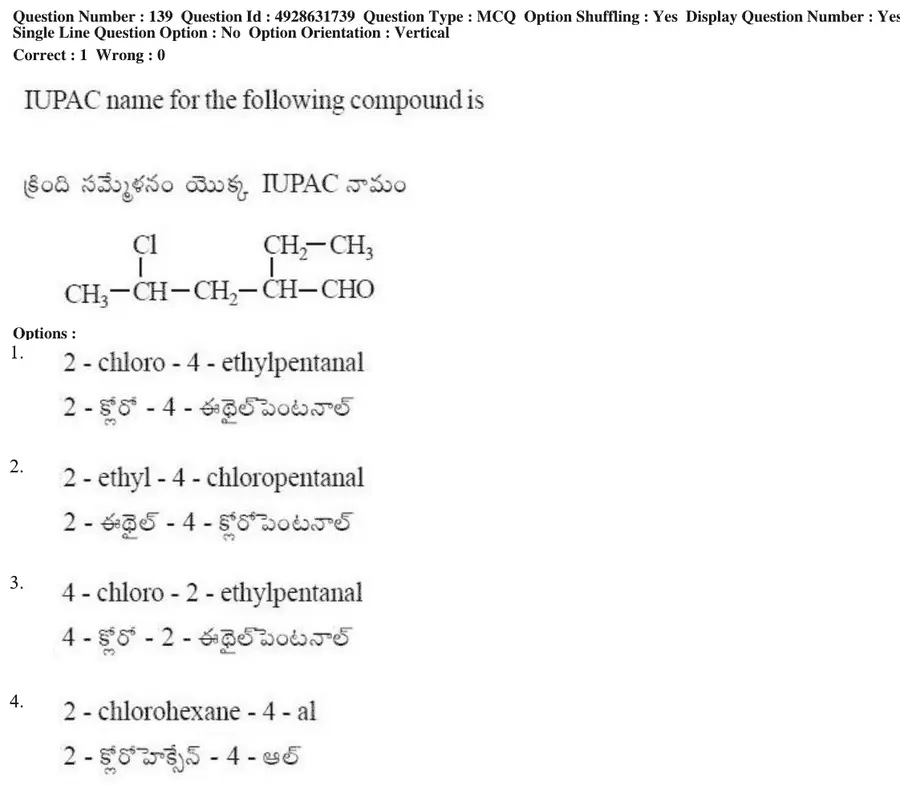 Question Number : 139 Question Id : 4928631739 Question Type : MCQ Option Shuffling : Yes Display Question Number : Yes
Single Line Question Option : No Option Orientation : Vertical
Correct : 1 Wrong : 0
IUPAC name for the following compound is
క్రింది సమ్మేళనం యొక్క IUPAC నామం
Cl CH₂−CH₃
CH₃−CH−CH₂−CH−CHO
Options :
1. 2 - chloro - 4 - ethylpentanal
2 - క్లోరో - 4 - ఈథైల్‌పెంటనాల్
2. 2 - ethyl - 4 - chloropentanal
2 - ఈథైల్ - 4 - క్లోరోపెంటనాల్
3. 4 - chloro - 2 - ethylpentanal
4 - క్లోరో - 2 - ఈథైల్‌పెంటనాల్
4. 2 - chlorohexane - 4 - al
2 - క్లోరోహెక్సేన్ - 4 - ఆల్